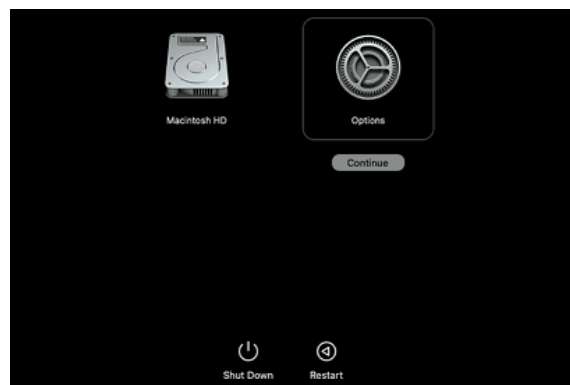 Macintosh HD
Options
Continue
Shut Down
Restart